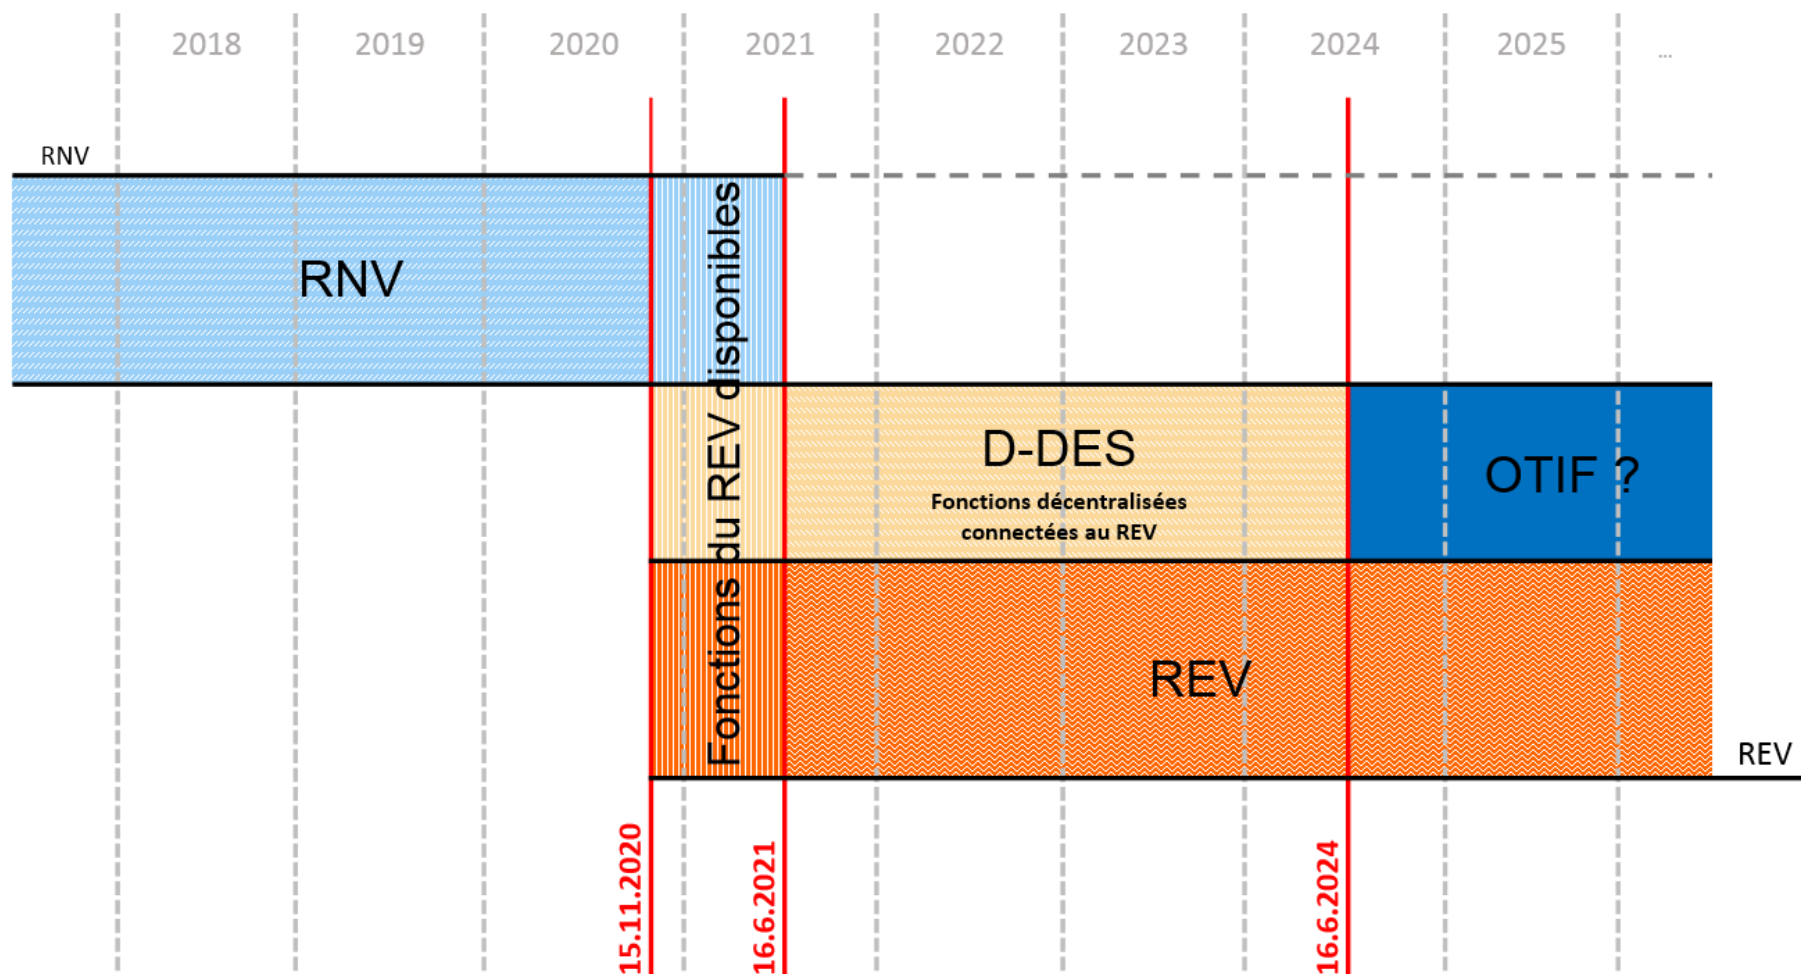 2018
2019
2020
2021
2022
2023
2024
2025
...
RNV
RNV
Fonctions du REV disponibles
D-DES
Fonctions décentralisées
connectées au REV
OTIF ?
REV
REV
15.11.2020
16.6.2021
16.6.2024